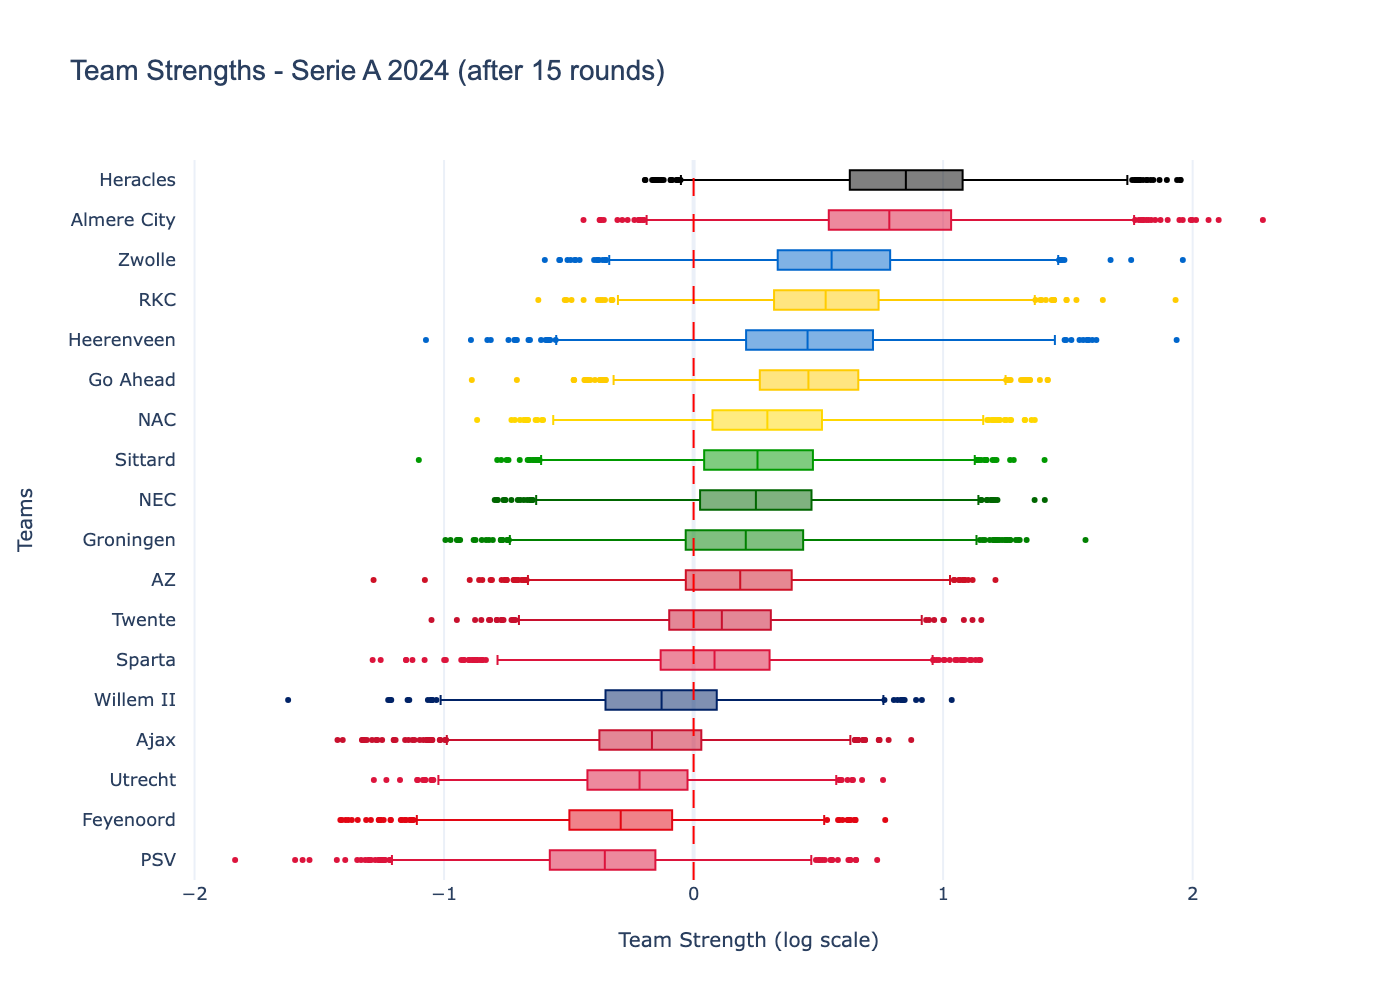 Team Strengths - Serie A 2024 (after 15 rounds)
Heracles
Almere City
Zwolle
RKC
Heerenveen
Go Ahead
NAC
Sittard
NEC
Groningen
AZ
Twente
Sparta
Willem II
Ajax
Utrecht
Feyenoord
PSV
Teams
−2 −1 0 1 2
Team Strength (log scale)